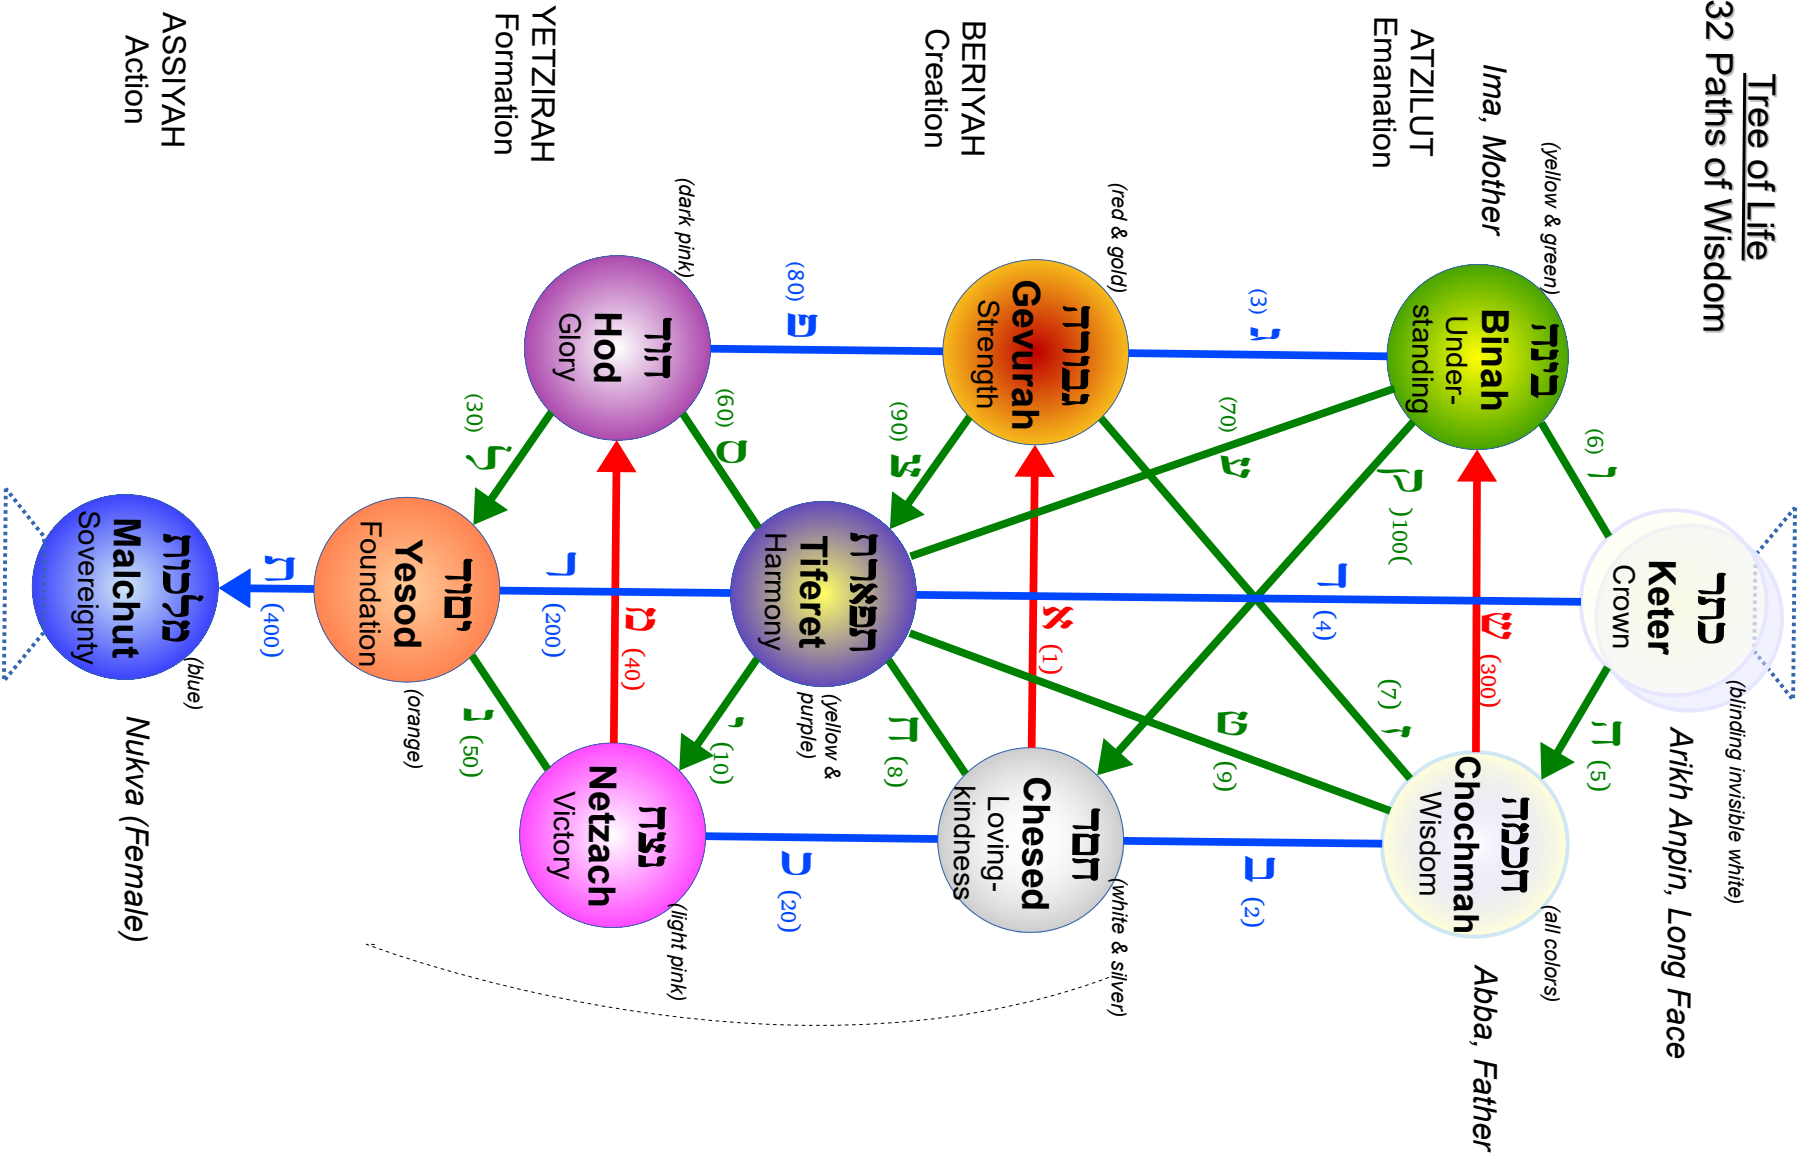 Tree of Life
32 Paths of Wisdom
כתר
Keter
Crown
(blinding invisible white)
Arikh Anpin, Long Face
(6) ו
ה (5)
(yellow & green)
Ima, Mother
בינה
Binah
Under-
standing
ש (300)
חכמה
Chochmah
Wisdom
(all colors)
Abba, Father
ATZILUT
Emanation
ק )100(
(7) ז
ד (4)
(3) ג
(70) ע
ט (9)
ב (2)
(red & gold)
גבורה
Gevurah
Strength
א (1)
חסד
Chesed
Loving-
kindness
(white & silver)
BERIYAH
Creation
(90) צ
ח (8)
תפארת
Tiferet
Harmony
(yellow &
purple)
(80) פ
(60) ס
י (10)
כ (20)
(dark pink)
הוד
Hod
Glory
מ (40)
נצח
Netzach
Victory
(light pink)
YETZIRAH
Formation
ר (200)
(30) ל
נ (50)
יסוד
Yesod
Foundation
(orange)
ת (400)
ASSIYAH
Action
מלכות
Malchut
Sovereignty
(blue)
Nukva (Female)